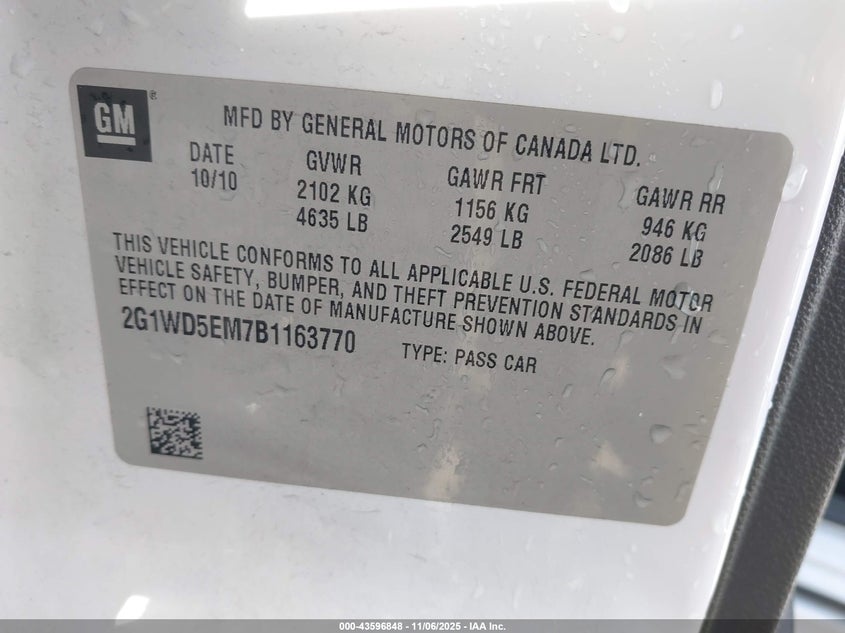 GM ®
MFD BY GENERAL MOTORS OF CANADA LTD.
DATE GVWR GAWR FRT GAWR RR
10/10 2102 KG 1156 KG 946 KG
4635 LB 2549 LB 2086 LB
THIS VEHICLE CONFORMS TO ALL APPLICABLE U.S. FEDERAL MOTOR
VEHICLE SAFETY, BUMPER, AND THEFT PREVENTION STANDARDS IN
EFFECT ON THE DATE OF MANUFACTURE SHOWN ABOVE.
2G1WD5EM7B1163770 TYPE: PASS CAR
000-43596848 - 11/06/2025 - IAA Inc.